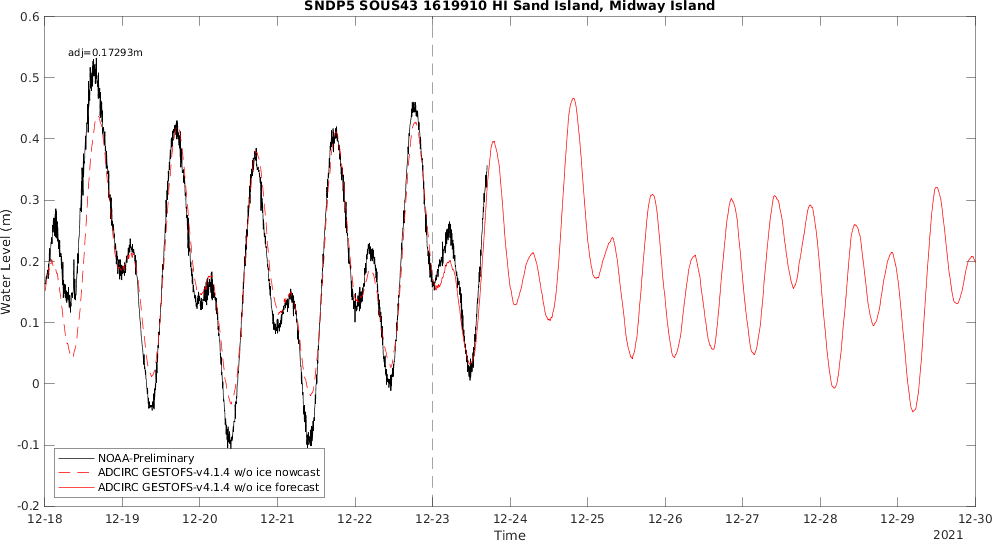 SNDP5 SOUS43 1619910 HI Sand Island, Midway Island
0.6
0.5
0.4
0.3
0.2
0.1
0
-0.1
-0.2
Water Level (m)
adj=0.17293m
NOAA-Preliminary
ADCIRC GESTOFS-v4.1.4 w/o ice nowcast
ADCIRC GESTOFS-v4.1.4 w/o ice forecast
12-18 12-19 12-20 12-21 12-22 12-23 12-24 12-25 12-26 12-27 12-28 12-29 12-30
Time
2021